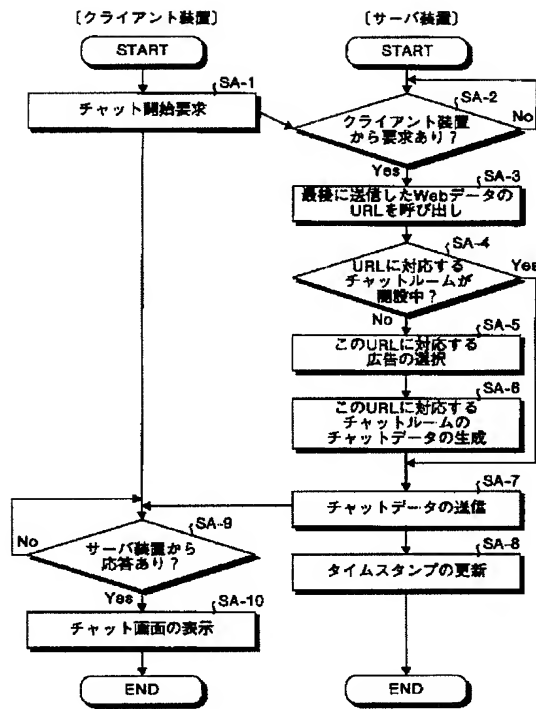 〔クライアント装置〕
〔サーバ装置〕
START
START
SA-1
チャット開始要求
SA-2
クライアント装置
から要求あり?
No
Yes
SA-3
最後に送信したWebデータの
URLを呼び出し
SA-4
URLに対応する
チャットルームが
開設中?
Yes
No
SA-5
このURLに対応する
広告の選択
SA-6
このURLに対応する
チャットルームの
チャットデータの生成
SA-7
チャットデータの送信
SA-9
サーバ装置から
応答あり?
No
Yes
SA-8
タイムスタンプの更新
SA-10
チャット画面の表示
END
END